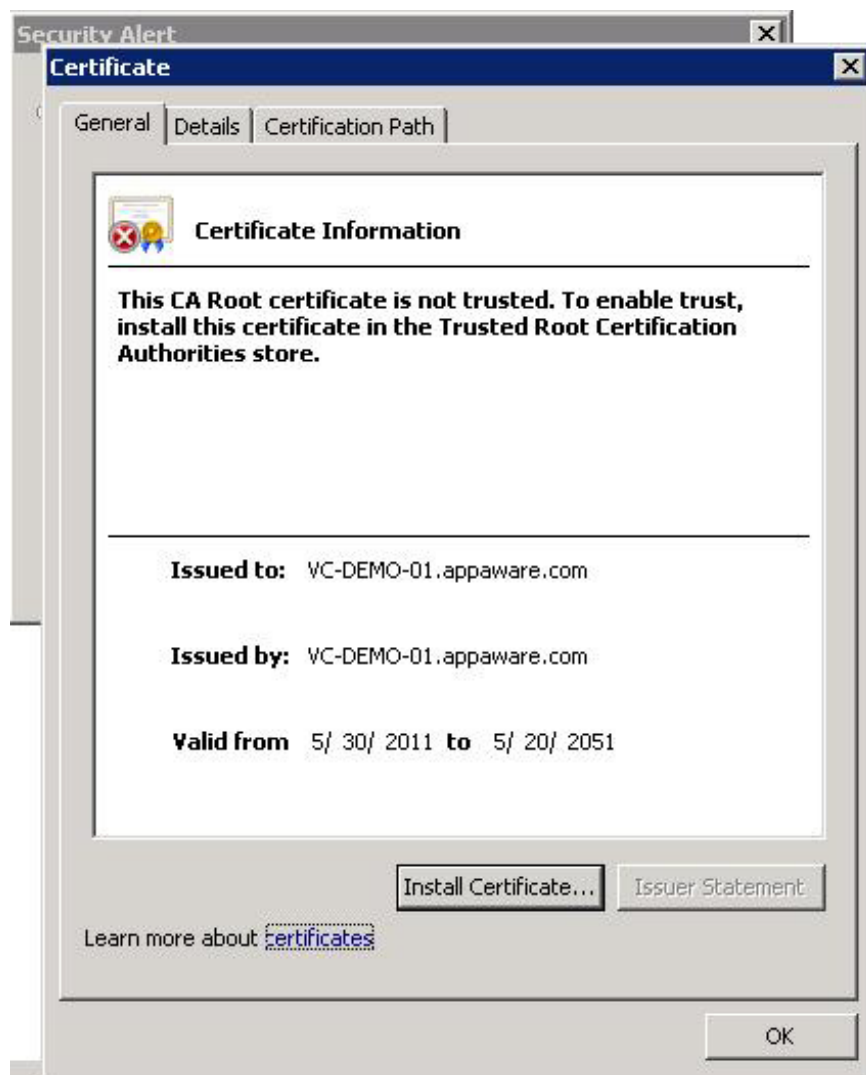 Security Alert
Certificate
General Details Certification Path
Certificate Information
This CA Root certificate is not trusted. To enable trust,
install this certificate in the Trusted Root Certification
Authorities store.
Issued to: VC-DEMO-01.appaware.com
Issued by: VC-DEMO-01.appaware.com
Valid from 5/ 30/ 2011 to 5/ 20/ 2051
Install Certificate... Issuer Statement
Learn more about certificates
OK